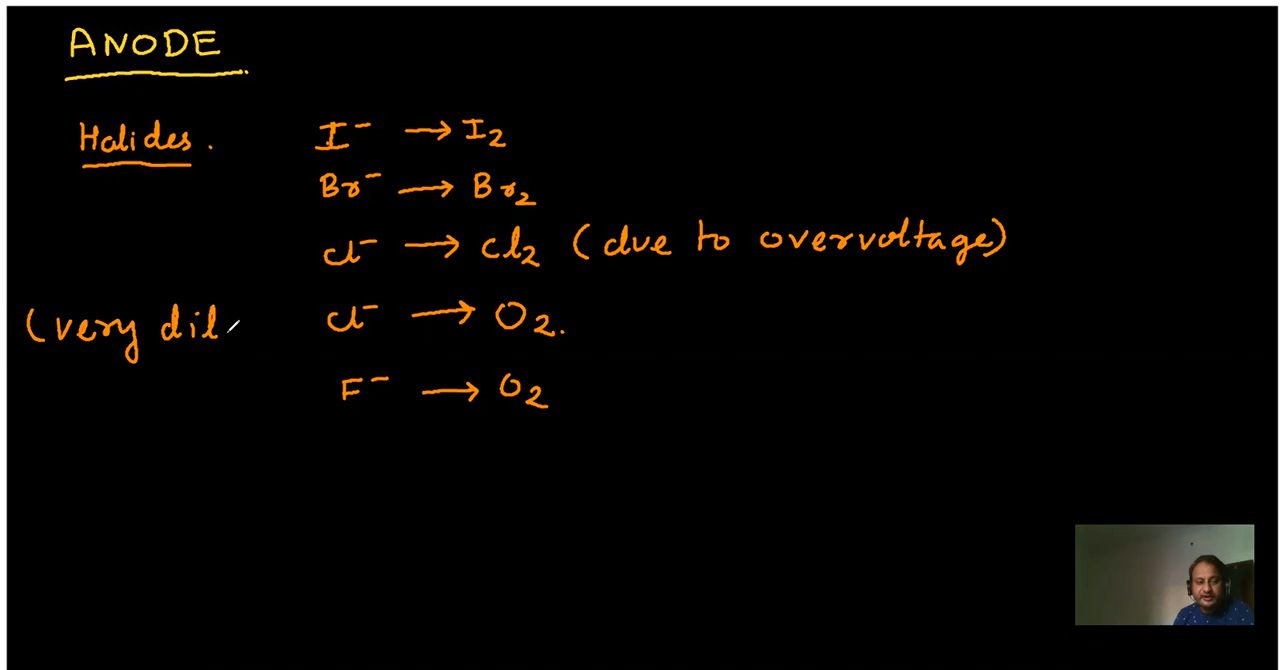 ANODE
Halides. I⁻ → I₂
Br⁻ → Br₂
Cl⁻ → Cl₂ (due to overvoltage)
(very dil Cl⁻ → O₂.
F⁻ → O₂